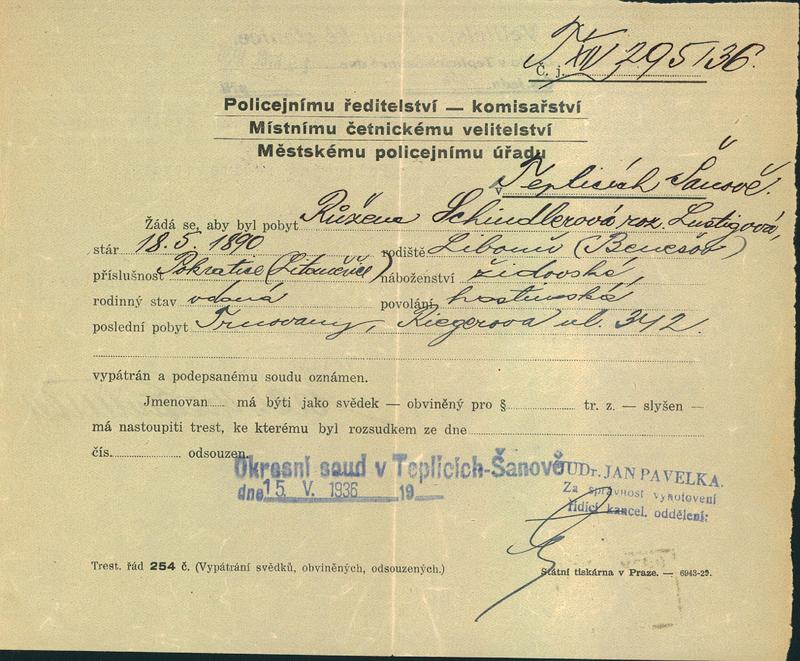 Č. j. T XIV 295/36.
Policejnímu ředitelství — komisařství
Místnímu četnickému velitelství
Městskému policejnímu úřadu
v Teplicích Šanově.
Žádá se, aby byl pobyt Růžena Schindlerová roz. Lustigová,
stár 18.5. 1890 rodiště Libouň (Benešov)
příslušnost Pokratice (Litoměřice) náboženství židovské,
rodinný stav vdaná povolání hostinská
poslední pobyt Trnovany, Riegerova ul. 342.
vypátrán a podepsanému soudu oznámen.
Jmenovan má býti jako svědek — obviněný pro § tr. z. — slyšen —
má nastoupiti trest, ke kterému byl rozsudkem ze dne
čís. odsouzen.
Okresní soud v Teplicích-Šanově
dne 15. V. 1936 19
JUDr. JAN PAVELKA.
Za správnost vyhotovení
řídící kancel. oddělení:
Trest. řád 254 č. (Vypátrání svědků, obviněných, odsouzených.)
Státní tiskárna v Praze. — 6943-29.